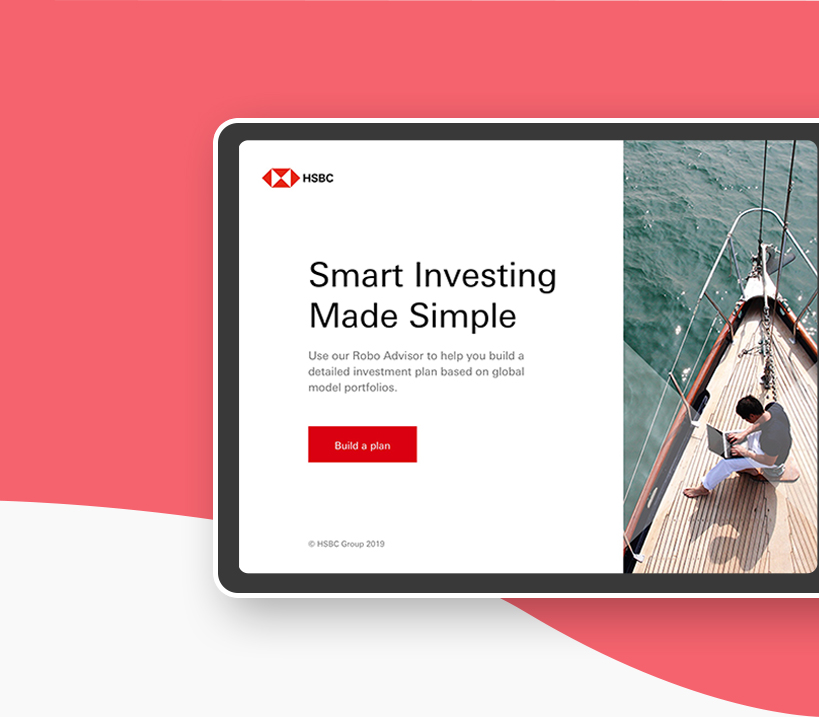 HSBC
Smart Investing
Made Simple
Use our Robo Advisor to help you build a
detailed investment plan based on global
model portfolios.
Build a plan
© HSBC Group 2019